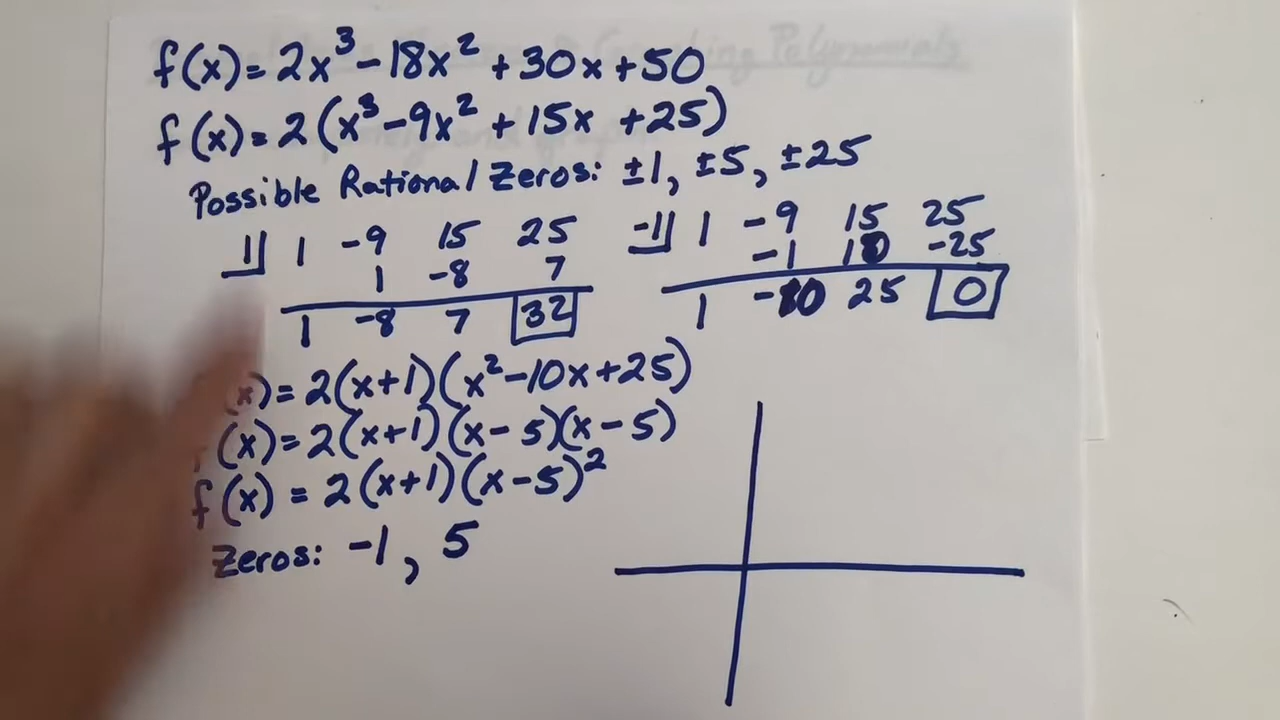 f(x) = 2x³ - 18x² + 30x + 50
f(x) = 2(x³ - 9x² + 15x + 25)
Possible Rational Zeros: ±1, ±5, ±25
1 1 -9 15 25
1 -8 7
1 -8 7 32
-1 1 -9 15 25
-1 10 -25
1 -10 25 0
(x) = 2(x+1)(x² - 10x + 25)
f(x) = 2(x+1)(x - 5)(x - 5)
f(x) = 2(x+1)(x - 5)²
Zeros: -1, 5